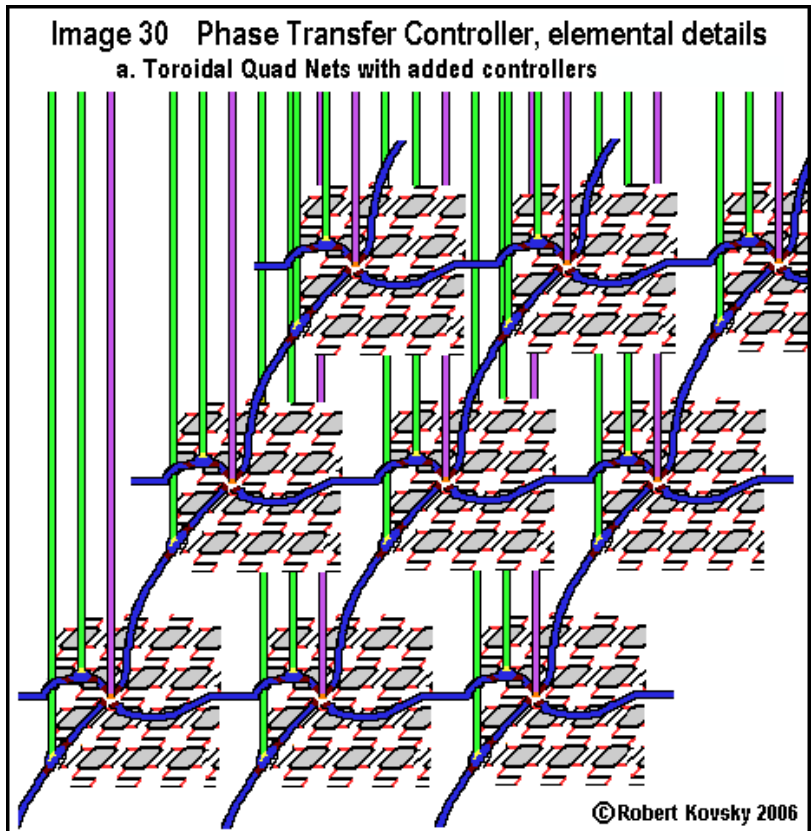 Image 30 Phase Transfer Controller, elemental details
a. Toroidal Quad Nets with added controllers
©Robert Kovsky 2006